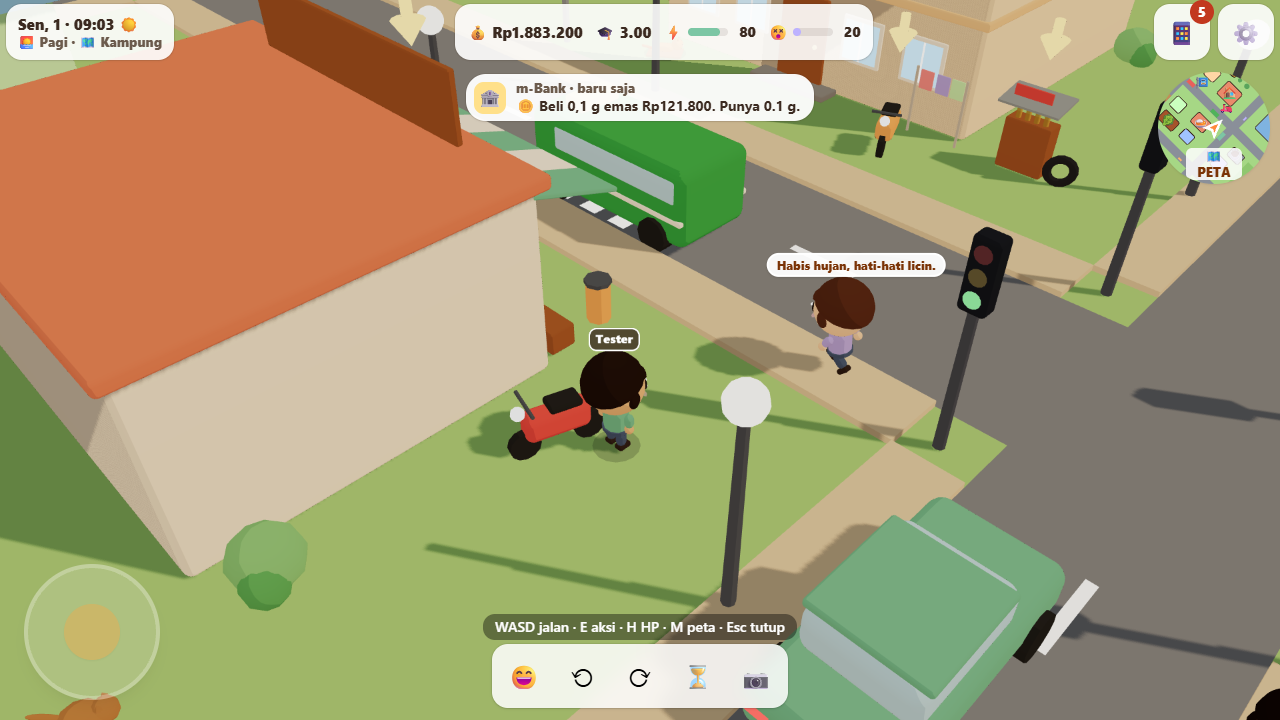 Sen, 1 · 09:03
Pagi · Kampung
Rp1.883.200 3.00 80 20
5
m-Bank · baru saja
Beli 0,1 g emas Rp121.800. Punya 0.1 g.
PETA
Habis hujan, hati-hati licin.
Tester
WASD jalan · E aksi · H HP · M peta · Esc tutup